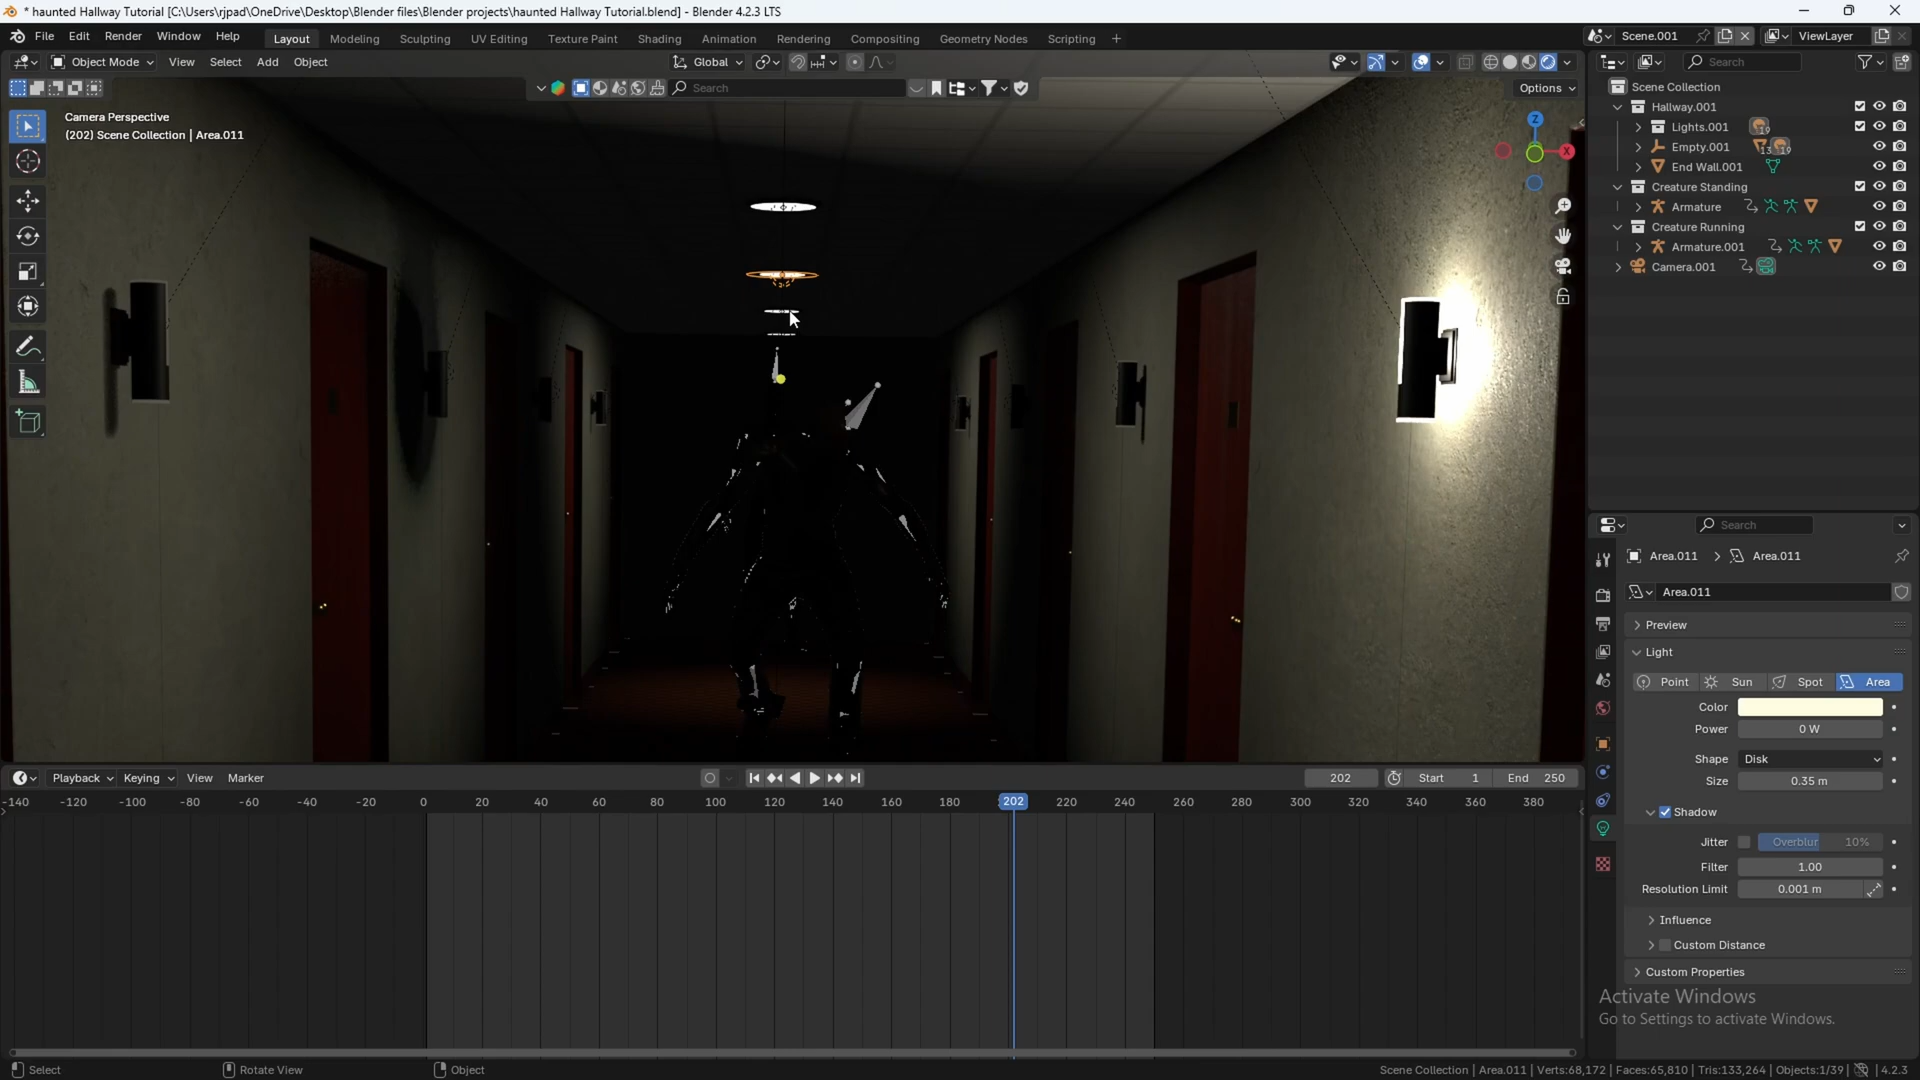 * haunted Hallway Tutorial [C:\Users\rjpad\OneDrive\Desktop\Blender files\Blender projects\haunted Hallway Tutorial.blend] - Blender 4.2.3 LTS
File Edit Render Window Help Layout Modeling Sculpting UV Editing Texture Paint Shading Animation Rendering Compositing Geometry Nodes Scripting + Scene.001 ViewLayer
Object Mode View Select Add Object Global Search
Search Options
Camera Perspective
(202) Scene Collection | Area.011
Z
X
Scene Collection
Hallway.001
Lights.001 19
Empty.001 13 19
End Wall.001
Creature Standing
Armature
Creature Running
Armature.001
Camera.001
Search
Area.011 > Area.011
Area.011
Preview
Light
Point Sun Spot Area
Color
Power 0 W
Shape Disk
Size 0.35 m
Shadow
Jitter Overblur 10%
Filter 1.00
Resolution Limit 0.001 m
Influence
Custom Distance
Custom Properties
Activate Windows
Go to Settings to activate Windows.
Playback Keying View Marker 202 Start 1 End 250
-140 -120 -100 -80 -60 -40 -20 0 20 40 60 80 100 120 140 160 180 202 220 240 260 280 300 320 340 360 380
Select Rotate View Object Scene Collection | Area.011 | Verts:68,172 | Faces:65,810 | Tris:133,264 | Objects:1/39 | 4.2.3